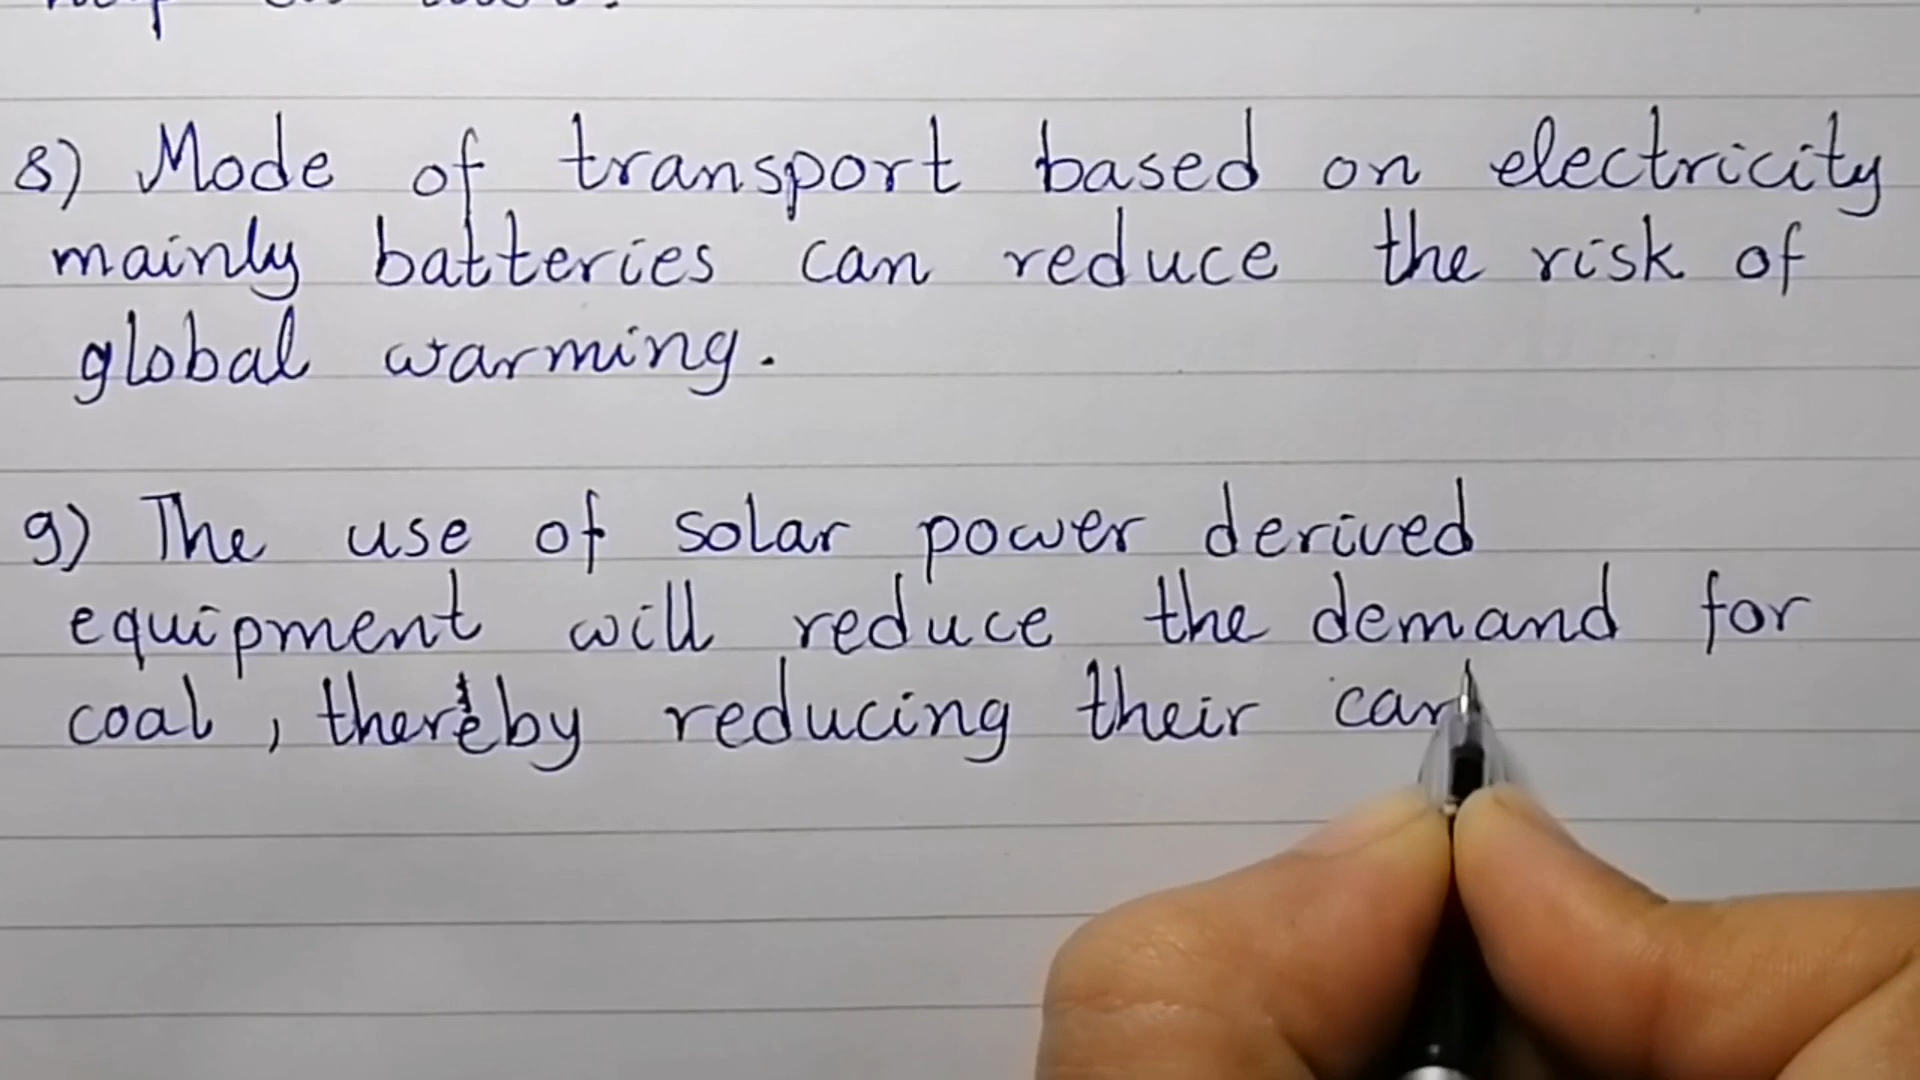 8) Mode of transport based on electricity
mainly batteries can reduce the risk of
global warming.
9) The use of solar power derived
equipment will reduce the demand for
coal, thereby reducing their car